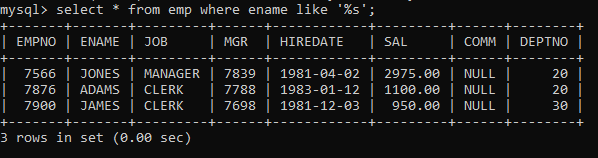 mysql> select * from emp where ename like '%s';
+-------+-------+---------+------+------------+---------+------+--------+
| EMPNO | ENAME | JOB     | MGR  | HIREDATE   | SAL     | COMM | DEPTNO |
+-------+-------+---------+------+------------+---------+------+--------+
|  7566 | JONES | MANAGER | 7839 | 1981-04-02 | 2975.00 | NULL |     20 |
|  7876 | ADAMS | CLERK   | 7788 | 1983-01-12 | 1100.00 | NULL |     20 |
|  7900 | JAMES | CLERK   | 7698 | 1981-12-03 |  950.00 | NULL |     30 |
+-------+-------+---------+------+------------+---------+------+--------+
3 rows in set (0.00 sec)